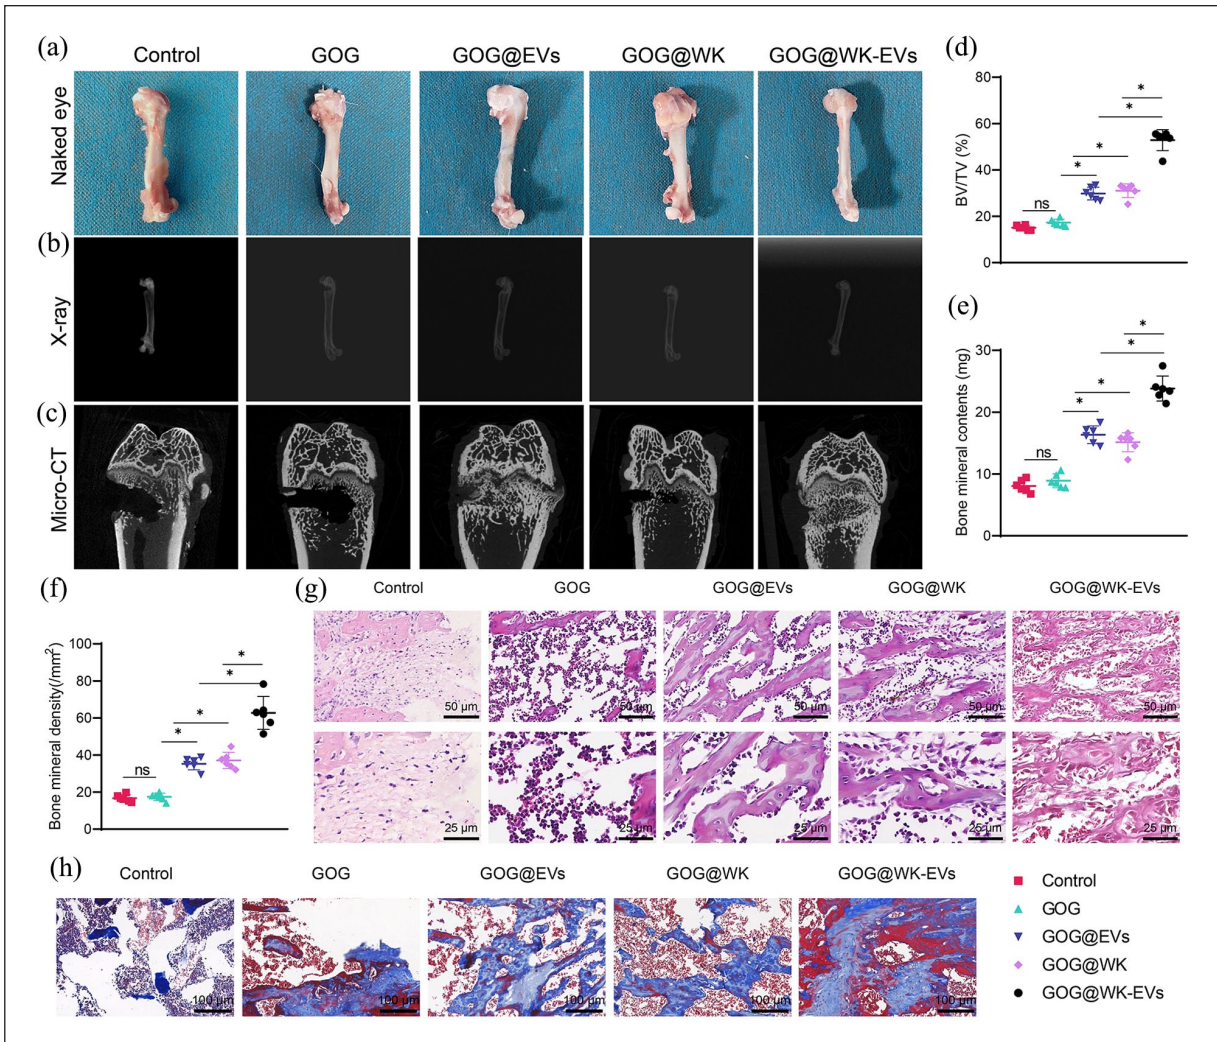 (a)
Control
GOG
GOG@EVs
GOG@WK
GOG@WK-EVs
Naked eye
(b)
X-ray
(c)
Micro-CT
(d)
BV/TV (%)
80
60
40
20
0
ns
*
*
*
*
(e)
Bone mineral contents (mg)
30
20
10
0
ns
*
*
*
*
(f)
Bone mineral density(/mm²)
100
80
60
40
20
0
ns
*
*
*
*
(g)
Control
GOG
GOG@EVs
GOG@WK
GOG@WK-EVs
50 μm
50 μm
50 μm
50 μm
50 μm
25 μm
25 μm
25 μm
25 μm
25 μm
(h)
Control
GOG
GOG@EVs
GOG@WK
GOG@WK-EVs
100 μm
100 μm
100 μm
100 μm
100 μm
Control
GOG
GOG@EVs
GOG@WK
GOG@WK-EVs